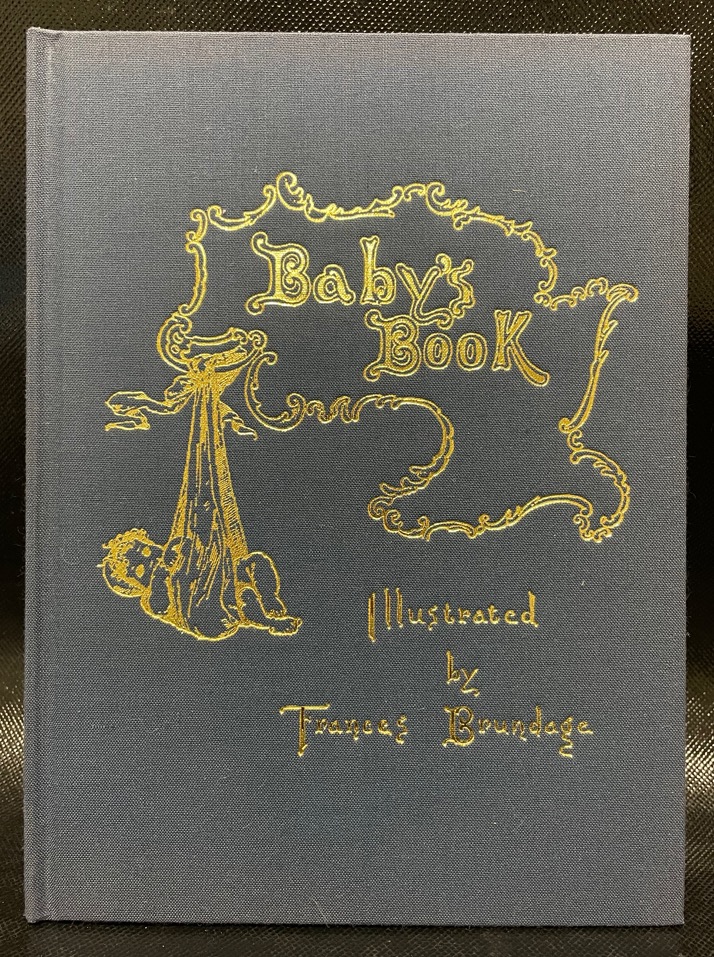 Baby's
Book
Illustrated
by
Frances Brundage